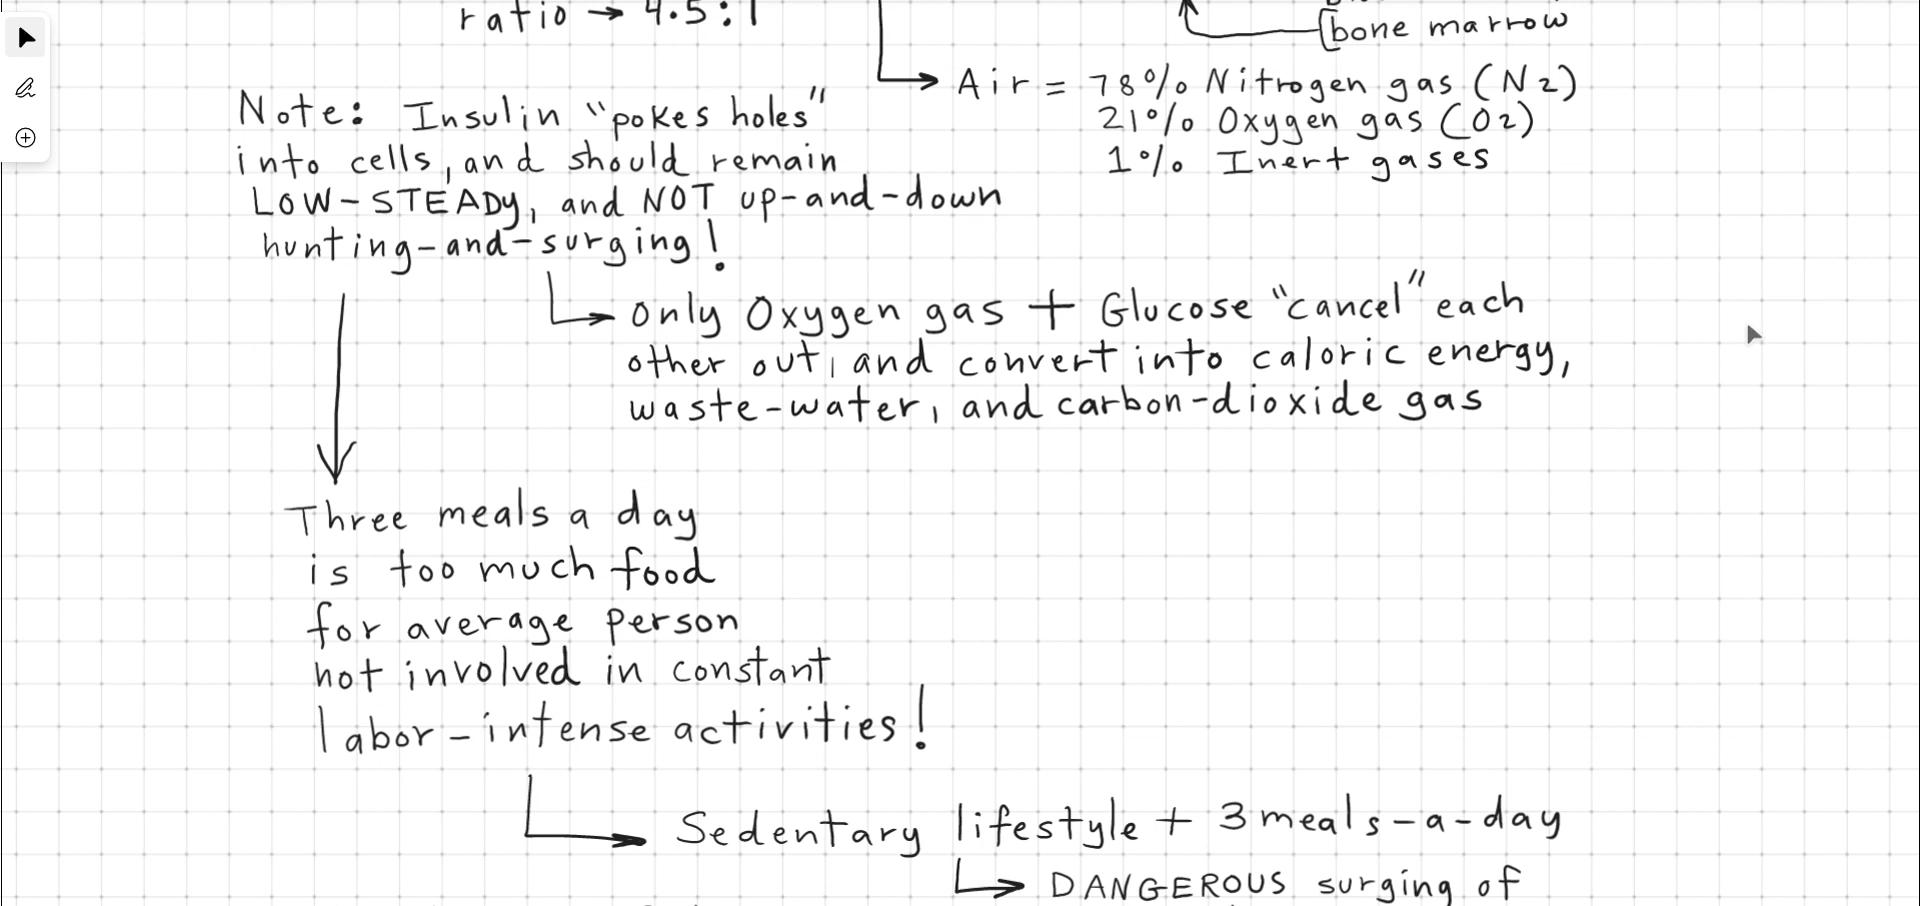 ratio → 4.5:1
[bone marrow
Air = 78% Nitrogen gas (N2)
21% Oxygen gas (O2)
1% Inert gases
Note: Insulin "pokes holes"
into cells, and should remain
LOW-STEADY, and NOT up-and-down
hunting-and-surging!
only Oxygen gas + Glucose "cancel" each
other out, and convert into caloric energy,
waste-water, and carbon-dioxide gas
Three meals a day
is too much food
for average person
not involved in constant
labor-intense activities!
Sedentary lifestyle + 3 meals-a-day
DANGEROUS surging of